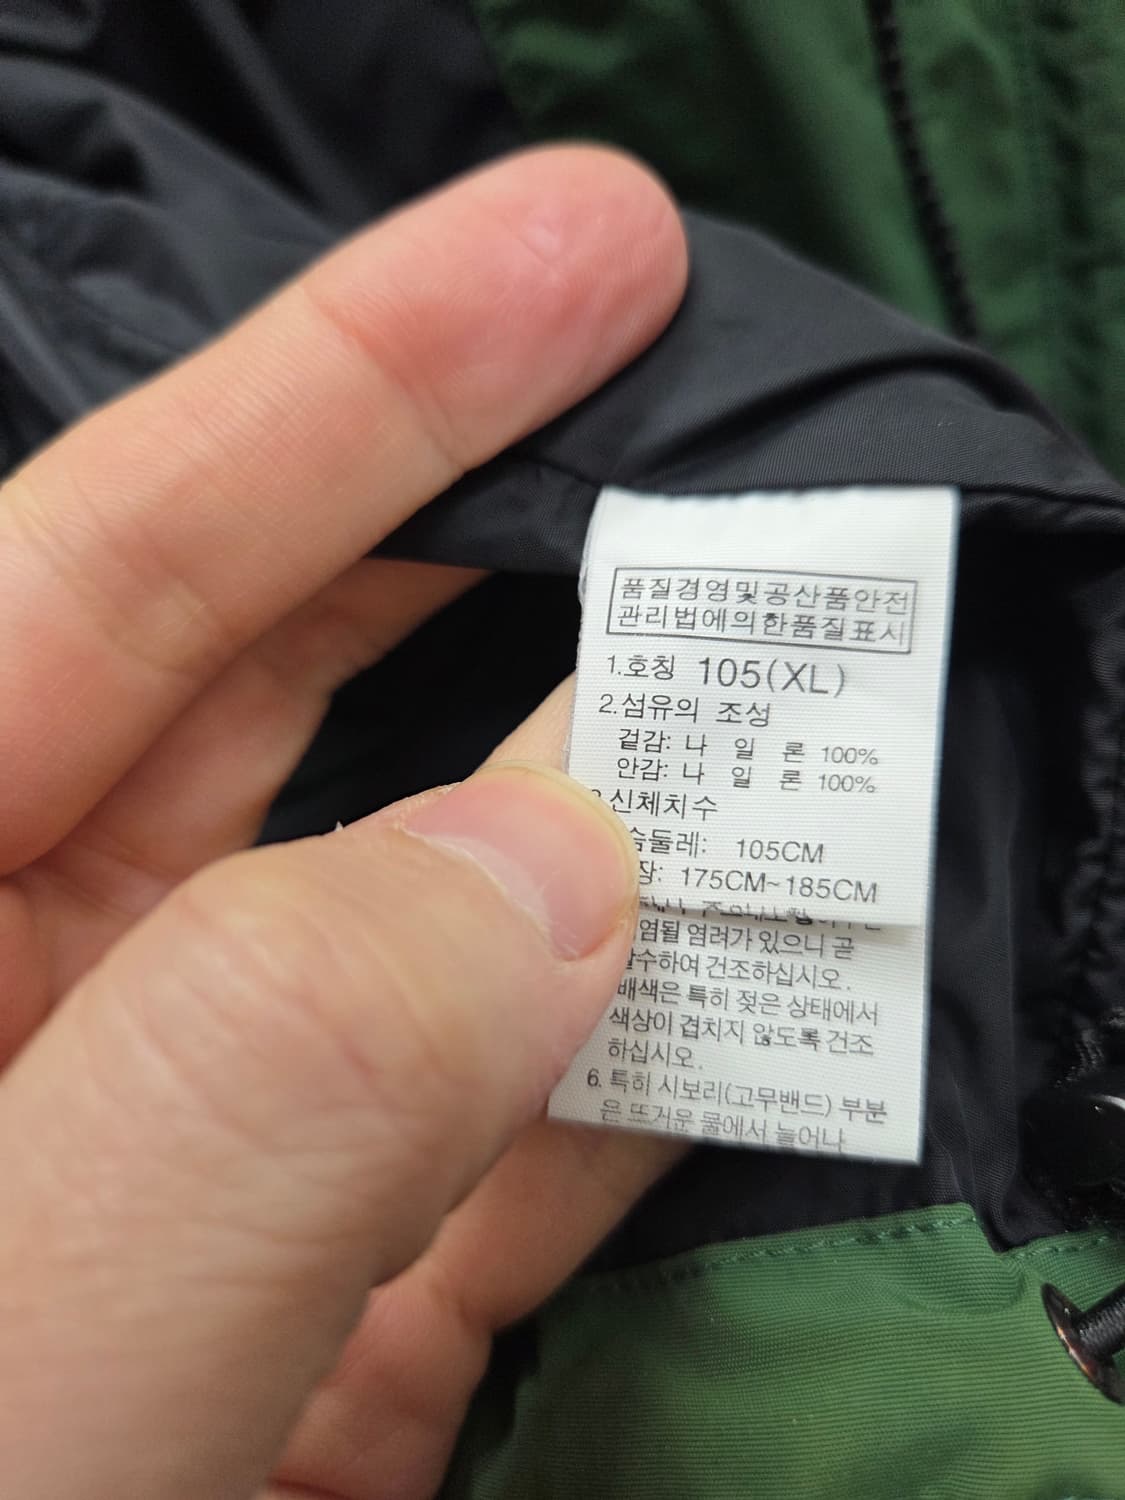 품질경영및공산품안전
관리법에의한품질표시
1.호칭 105(XL)
2.섬유의 조성
겉감: 나 일 론 100%
안감: 나 일 론 100%
신체치수
슴둘레: 105CM
장: 175CM~185CM
염될 염려가 있으니 곧
수하여 건조하십시오.
배색은 특히 젖은 상태에서
색상이 겹치지 않도록 건조
하십시오.
6. 특히 시보리(고무밴드) 부분
은 뜨거운 물에서 늘어나